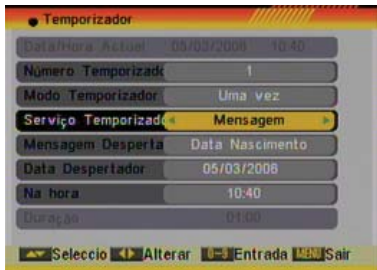 Temporizador
Data/Hora Actual 05/03/2006 10:40
Número Temporizado 1
Modo Temporizador Uma vez
Serviço Temporizado Mensagem
Mensagem Desperta Data Nascimento
Data Despertador 05/03/2006
Na hora 10:40
Duração 01:00
Seleccio Alterar 0-9 Entrada MENU Sair